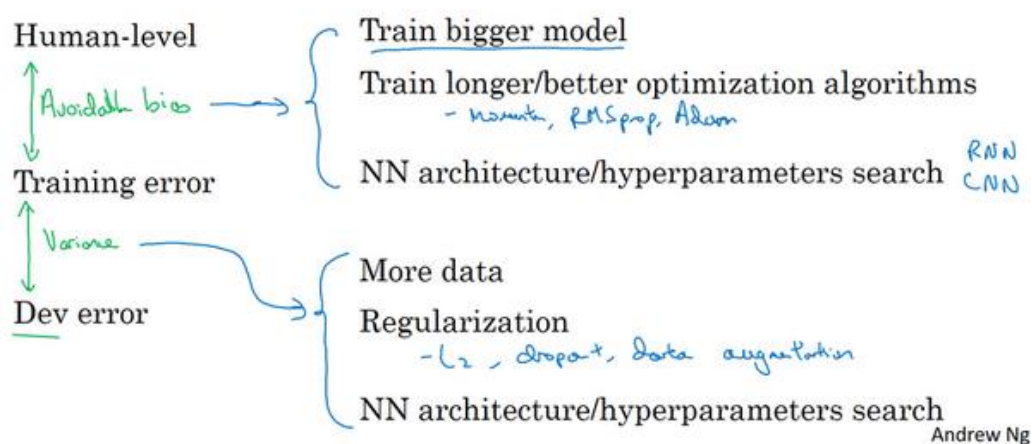 Human-level
Train bigger model
Avoidable bias
Train longer/better optimization algorithms
- momentum, RMSprop, Adam
RNN
Training error
NN architecture/hyperparameters search
CNN
Variance
More data
Dev error
Regularization
- L2, dropout, data augmentation
NN architecture/hyperparameters search
Andrew Ng